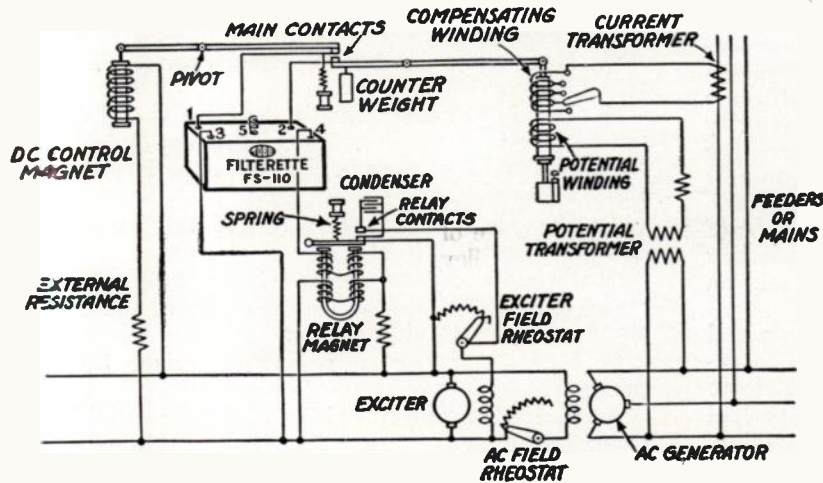 MAIN CONTACTS
COMPENSATING
WINDING
CURRENT
TRANSFORMER
PIVOT
COUNTER
WEIGHT
1
3
5
2
4
FILTERETTE
FS-110
DC CONTROL
MAGNET
CONDENSER
RELAY
CONTACTS
SPRING
POTENTIAL
WINDING
POTENTIAL
TRANSFORMER
FEEDERS
OR
MAINS
EXTERNAL
RESISTANCE
RELAY
MAGNET
EXCITER
FIELD
RHEOSTAT
EXCITER
AC FIELD
RHEOSTAT
AC GENERATOR